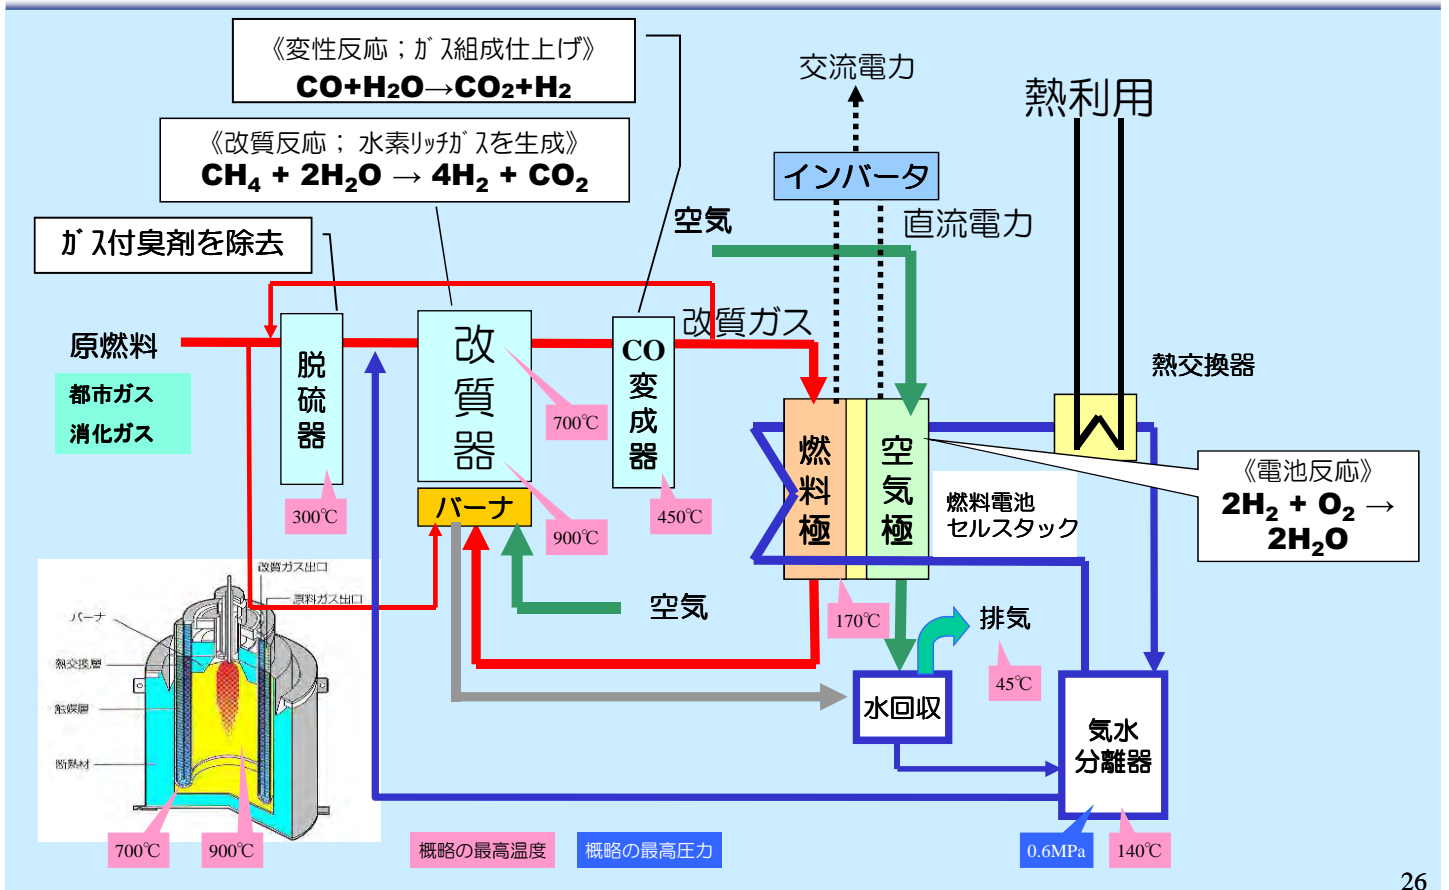 《変性反応；ガス組成仕上げ》
CO+H2O→CO2+H2
《改質反応； 水素リッチガスを生成》
CH4 + 2H2O → 4H2 + CO2
ガス付臭剤を除去
交流電力
熱利用
インバータ
空気
直流電力
原燃料
都市ガス
消化ガス
脱硫器
改質器
CO変成器
改質ガス
熱交換器
700℃
300℃
バーナ
900℃
450℃
燃料極
空気極
燃料電池
セルスタック
《電池反応》
2H2 + O2 →
2H2O
空気
170℃
排気
45℃
水回収
気水
分離器
0.6MPa
140℃
改質ガス出口
原料ガス出口
バーナ
熱交換層
触媒層
断熱材
700℃
900℃
概略の最高温度
概略の最高圧力
26